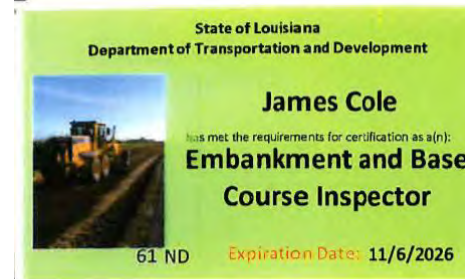 State of Louisiana
Department of Transportation and Development
James Cole
has met the requirements for certification as a(n):
Embankment and Base
Course Inspector
61 ND
Expiration Date: 11/6/2026